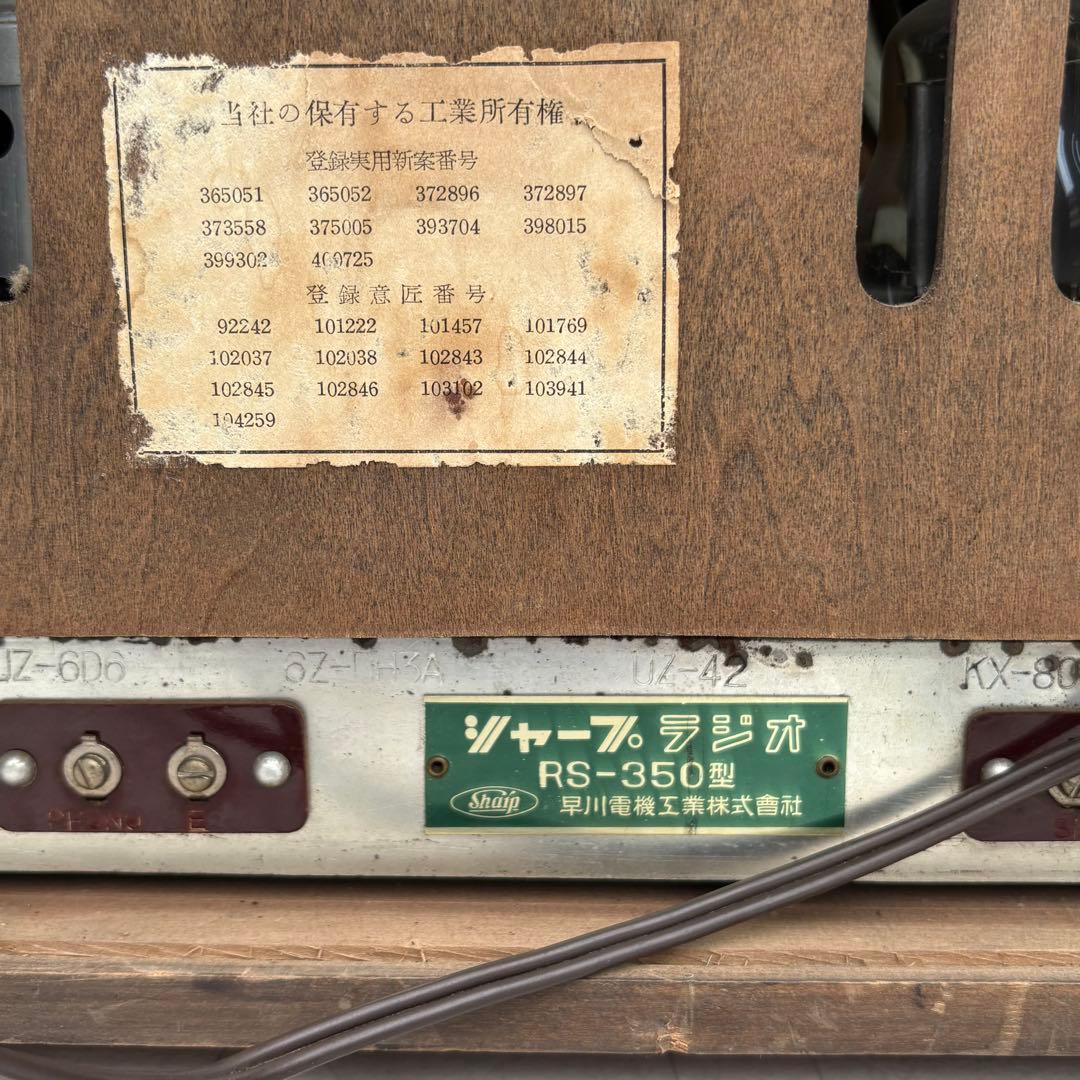 当社の保有する工業所有権
登録実用新案番号
365051 365052 372896 372897
373558 375005 393704 398015
399302 400725
登録意匠番号
92242 101222 101457 101769
102037 102038 102843 102844
102845 102846 103102 103941
104259
UZ-6D6 6Z-DH3A UZ-42 KX-80
シャープラジオ
RS-350型
Sharp 早川電機工業株式會社
PHONO E